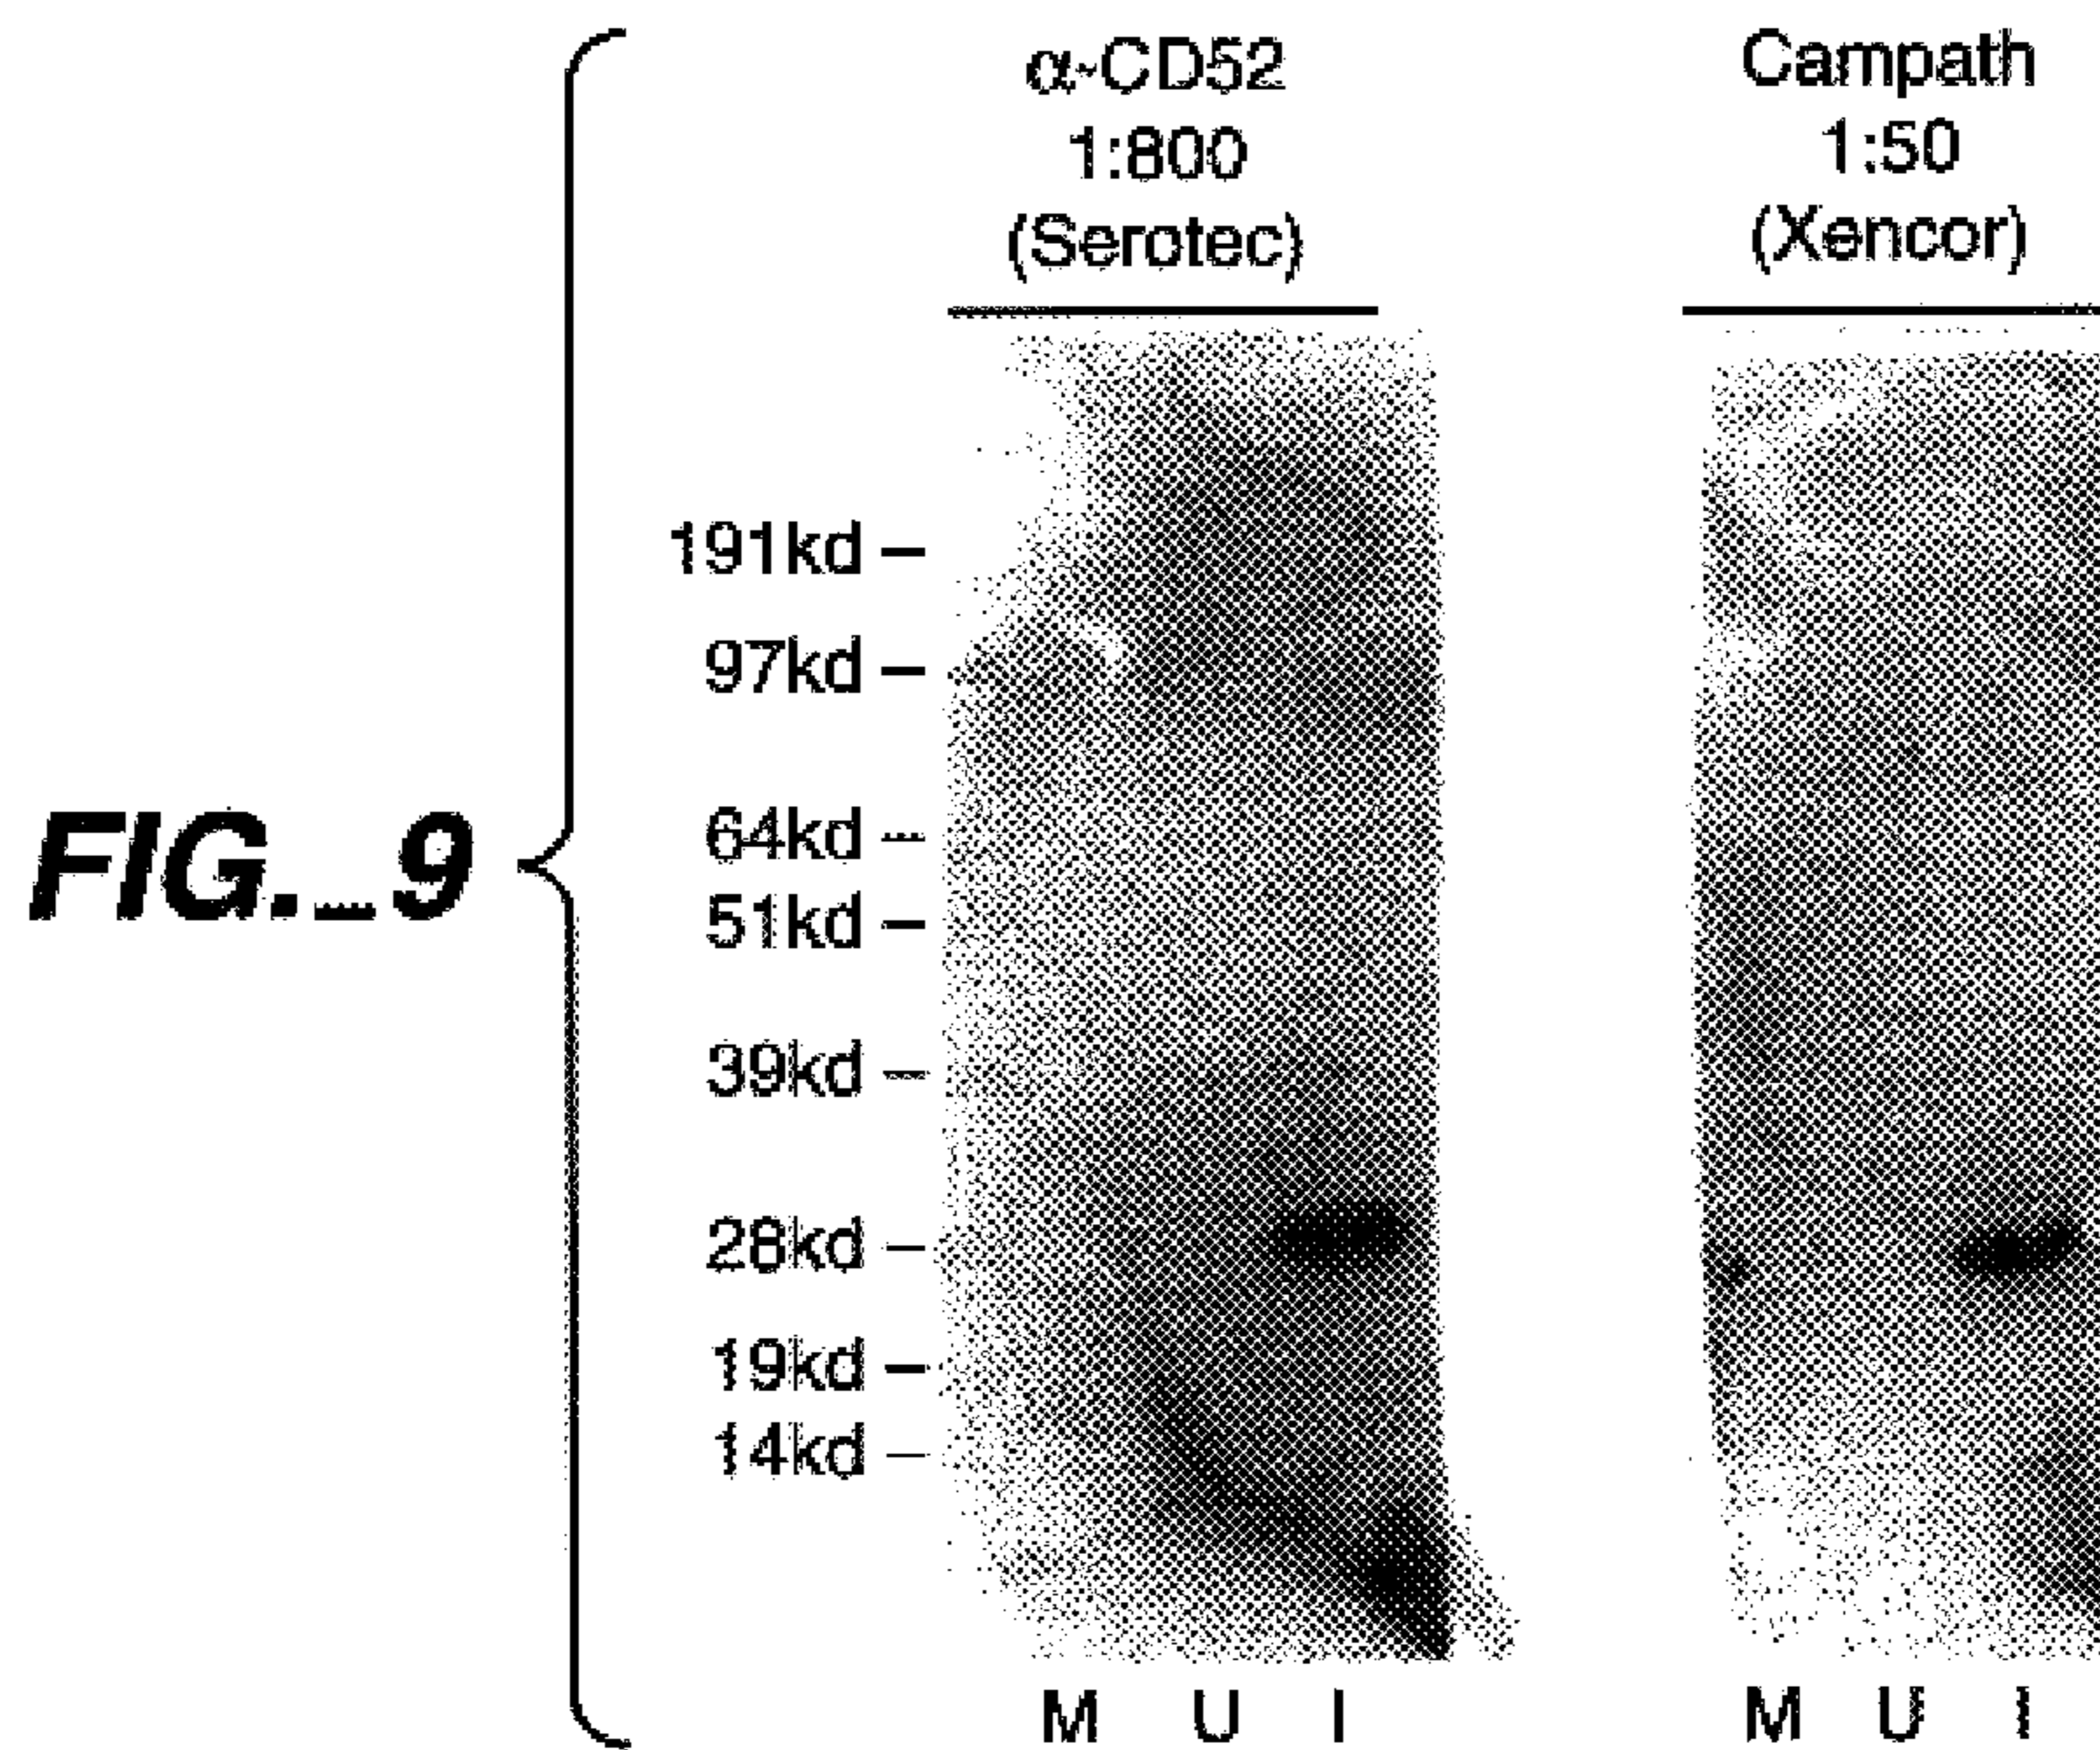 α-CD52
1:800
(Serotec)
Campath
1:50
(Xencor)
191kd
97kd
64kd
51kd
39kd
28kd
19kd
14kd
FIG._9
M U I
M U I